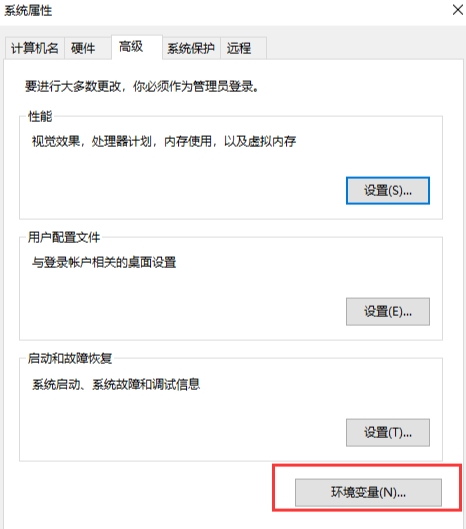 系统属性
计算机名 硬件 高级 系统保护 远程
要进行大多数更改，你必须作为管理员登录。
性能
视觉效果，处理器计划，内存使用，以及虚拟内存
设置(S)...
用户配置文件
与登录帐户相关的桌面设置
设置(E)...
启动和故障恢复
系统启动、系统故障和调试信息
设置(T)...
环境变量(N)...